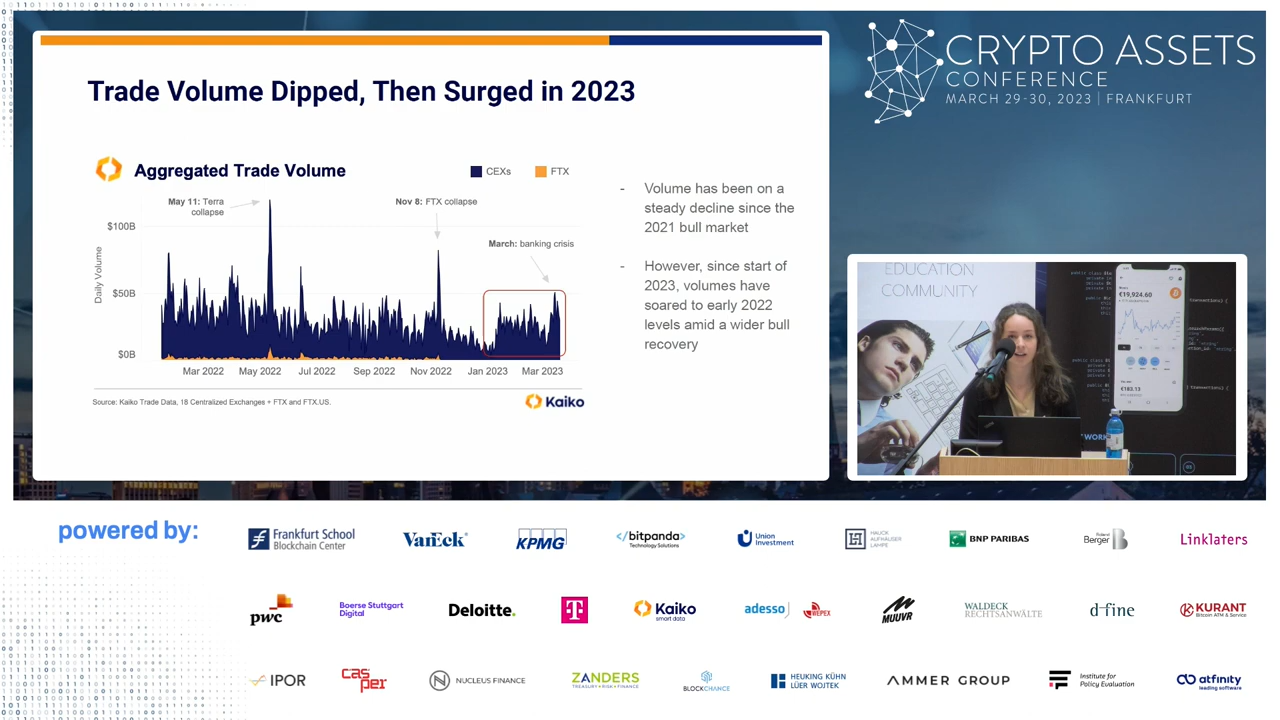 Trade Volume Dipped, Then Surged in 2023
Aggregated Trade Volume
CEXs
FTX
May 11: Terra
collapse
Nov 8: FTX collapse
March: banking crisis
Daily Volume
$100B
$50B
$0B
Mar 2022
May 2022
Jul 2022
Sep 2022
Nov 2022
Jan 2023
Mar 2023
Source: Kaiko Trade Data, 18 Centralized Exchanges + FTX and FTX.US.
Kaiko
- Volume has been on a
steady decline since the
2021 bull market
- However, since start of
2023, volumes have
soared to early 2022
levels amid a wider bull
recovery
CRYPTO ASSETS
CONFERENCE
MARCH 29-30, 2023 | FRANKFURT
EDUCATION
COMMUNITY
€19,924.60
€183.13
WORK
powered by:
Frankfurt School
Blockchain Center
VanEck
KPMG
</bitpanda>
Technology Solutions
Union
Investment
HAUCK
AUFHÄUSER
LAMPE
BNP PARIBAS
Roland
Berger
Linklaters
pwc
Boerse Stuttgart
Digital
Deloitte.
T
Kaiko
smart data
adesso
WEPEX
MUUVR
WALDECK
RECHTSANWÄLTE
d-fine
KURANT
Bitcoin ATM & Service
IPOR
casper
NUCLEUS FINANCE
ZANDERS
TREASURY • RISK • FINANCE
BLOCKCHANCE
HEUKING KÜHN
LÜER WOJTEK
AMMER GROUP
Institute for
Policy Evaluation
atfinity
leading software